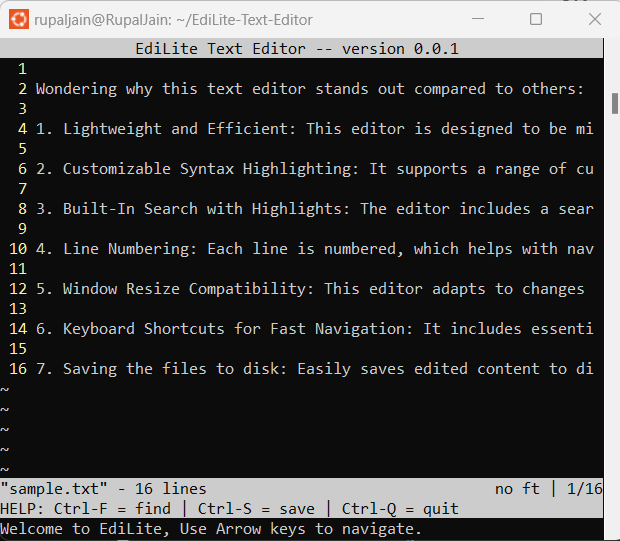 rupaljain@RupalJain: ~/EdiLite-Text-Editor
EdiLite Text Editor -- version 0.0.1
1
2 Wondering why this text editor stands out compared to others:
3
4 1. Lightweight and Efficient: This editor is designed to be mi
5
6 2. Customizable Syntax Highlighting: It supports a range of cu
7
8 3. Built-In Search with Highlights: The editor includes a sear
9
10 4. Line Numbering: Each line is numbered, which helps with nav
11
12 5. Window Resize Compatibility: This editor adapts to changes
13
14 6. Keyboard Shortcuts for Fast Navigation: It includes essenti
15
16 7. Saving the files to disk: Easily saves edited content to di
~
~
~
~
~
"sample.txt" - 16 lines no ft | 1/16
HELP: Ctrl-F = find | Ctrl-S = save | Ctrl-Q = quit
Welcome to EdiLite, Use Arrow keys to navigate.